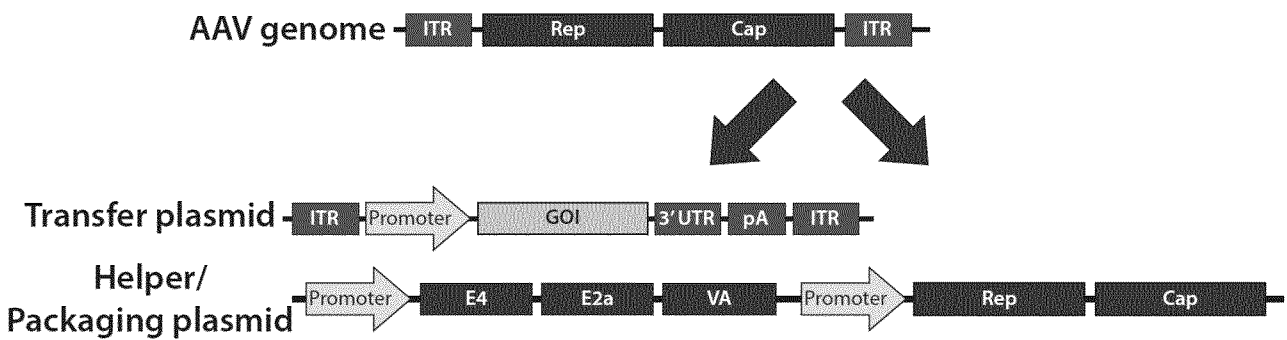 AAV genome ITR Rep Cap ITR
Transfer plasmid ITR Promoter GOI 3' UTR pA ITR
Helper/
Packaging plasmid Promoter E4 E2a VA Promoter Rep Cap